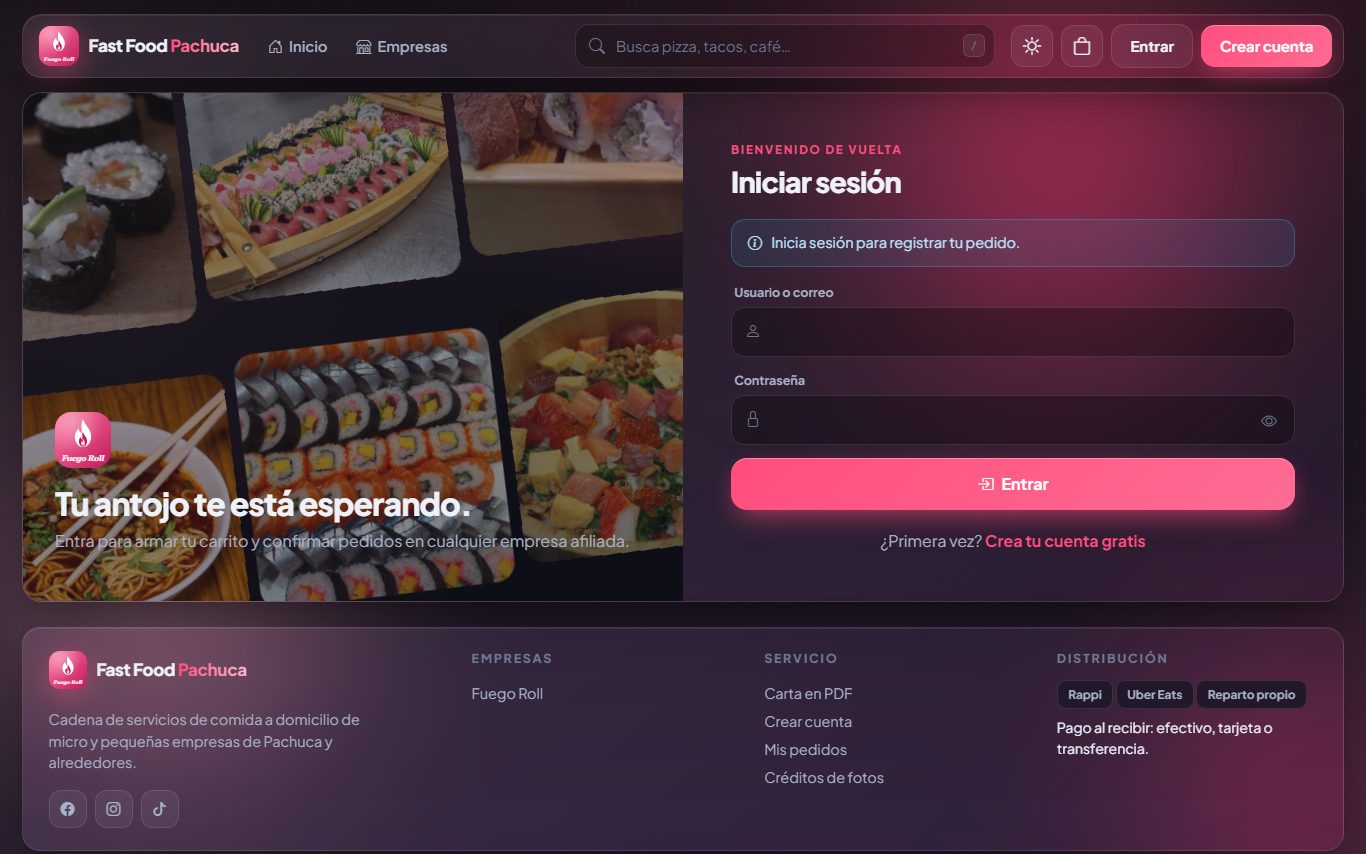 Fuego Roll
Fast Food Pachuca
Inicio
Empresas
Busca pizza, tacos, café...
/
Entrar
Crear cuenta
Fuego Roll
Tu antojo te está esperando.
Entra para armar tu carrito y confirmar pedidos en cualquier empresa afiliada.
BIENVENIDO DE VUELTA
Iniciar sesión
Inicia sesión para registrar tu pedido.
Usuario o correo
Contraseña
Entrar
¿Primera vez? Crea tu cuenta gratis
Fuego Roll
Fast Food Pachuca
Cadena de servicios de comida a domicilio de
micro y pequeñas empresas de Pachuca y
alrededores.
EMPRESAS
Fuego Roll
SERVICIO
Carta en PDF
Crear cuenta
Mis pedidos
Créditos de fotos
DISTRIBUCIÓN
Rappi
Uber Eats
Reparto propio
Pago al recibir: efectivo, tarjeta o
transferencia.